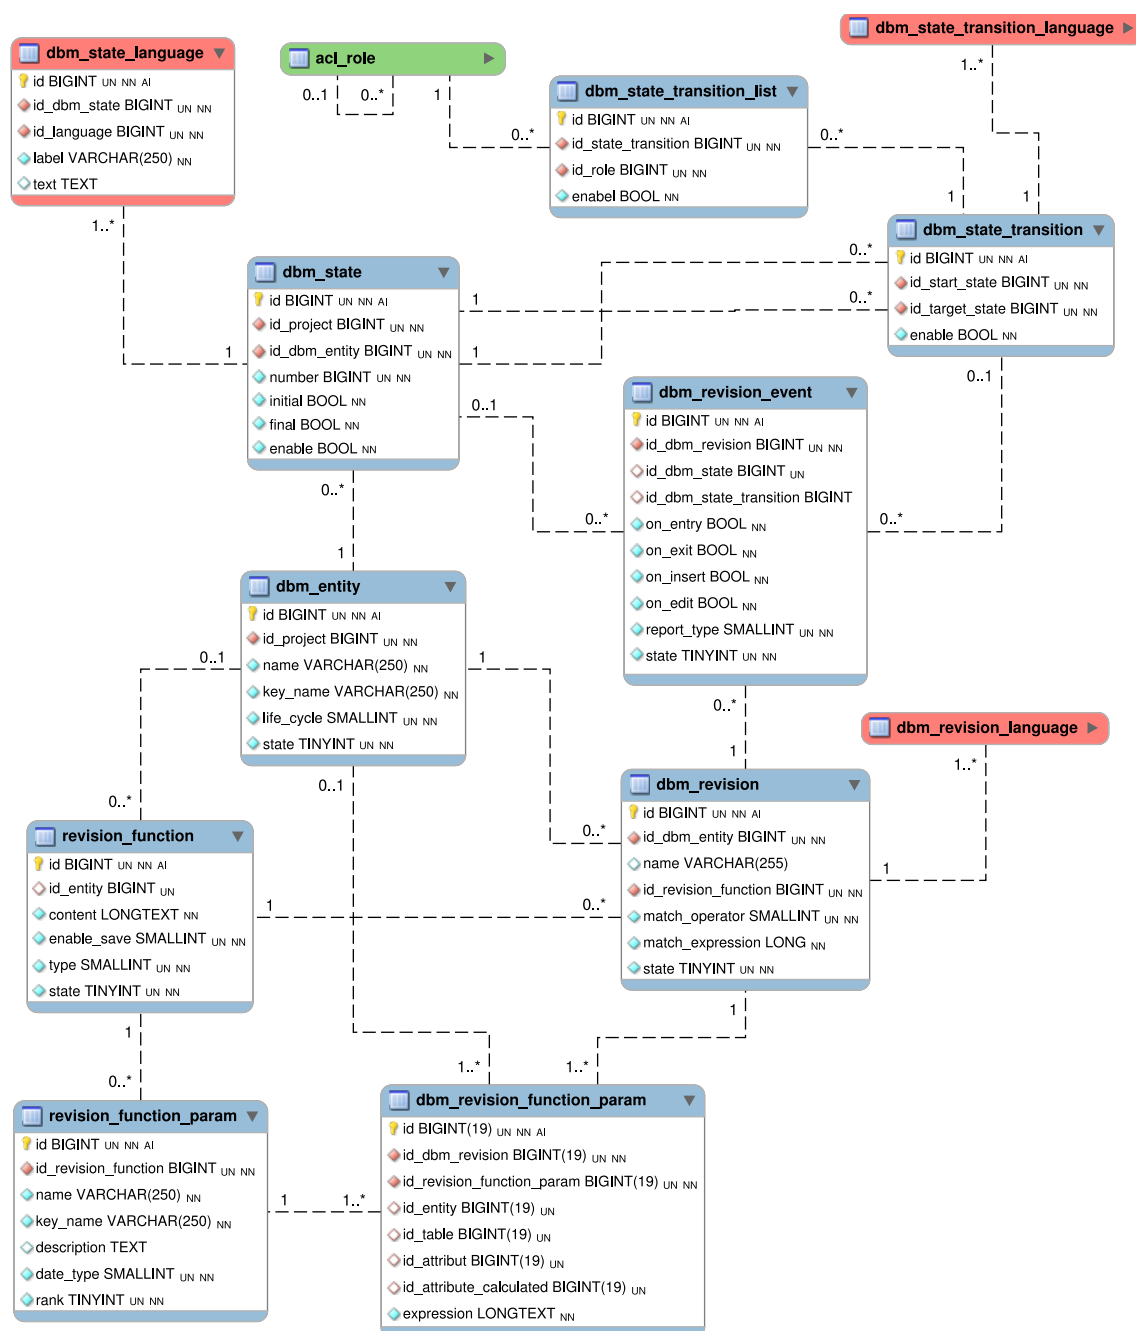 dbm_state_language
id BIGINT UN NN AI
id_dbm_state BIGINT UN NN
id_language BIGINT UN NN
label VARCHAR(250) NN
text TEXT
acl_role
0..1
0..*
1
dbm_state_transition_language
1..*
1
dbm_state_transition_list
id BIGINT UN NN AI
id_state_transition BIGINT UN NN
id_role BIGINT UN NN
enabel BOOL NN
0..*
0..*
1
dbm_state_transition
id BIGINT UN NN AI
id_start_state BIGINT UN NN
id_target_state BIGINT UN NN
enable BOOL NN
0..*
0..*
0..1
1..*
1
dbm_state
id BIGINT UN NN AI
id_project BIGINT UN NN
id_dbm_entity BIGINT UN NN
number BIGINT UN NN
initial BOOL NN
final BOOL NN
enable BOOL NN
1
1
0..1
0..*
1
dbm_revision_event
id BIGINT UN NN AI
id_dbm_revision BIGINT UN NN
id_dbm_state BIGINT UN
id_dbm_state_transition BIGINT
on_entry BOOL NN
on_exit BOOL NN
on_insert BOOL NN
on_edit BOOL NN
report_type SMALLINT UN NN
state TINYINT UN NN
0..*
0..*
0..*
1
dbm_entity
id BIGINT UN NN AI
id_project BIGINT UN NN
name VARCHAR(250) NN
key_name VARCHAR(250) NN
life_cycle SMALLINT UN NN
state TINYINT UN NN
0..1
1
0..1
0..*
dbm_revision_language
1..*
1
dbm_revision
id BIGINT UN NN AI
id_dbm_entity BIGINT UN NN
name VARCHAR(255)
id_revision_function BIGINT UN NN
match_operator SMALLINT UN NN
match_expression LONG NN
state TINYINT UN NN
0..*
0..*
1
revision_function
id BIGINT UN NN AI
id_entity BIGINT UN
content LONGTEXT NN
enable_save SMALLINT UN NN
type SMALLINT UN NN
state TINYINT UN NN
1
1
0..*
1..*
1..*
revision_function_param
id BIGINT UN NN AI
id_revision_function BIGINT UN NN
name VARCHAR(250) NN
key_name VARCHAR(250) NN
description TEXT
date_type SMALLINT UN NN
rank TINYINT UN NN
1
1..*
dbm_revision_function_param
id BIGINT(19) UN NN AI
id_dbm_revision BIGINT(19) UN NN
id_revision_function_param BIGINT(19) UN NN
id_entity BIGINT(19) UN
id_table BIGINT(19) UN
id_attribut BIGINT(19) UN
id_attribute_calculated BIGINT(19) UN
expression LONGTEXT NN